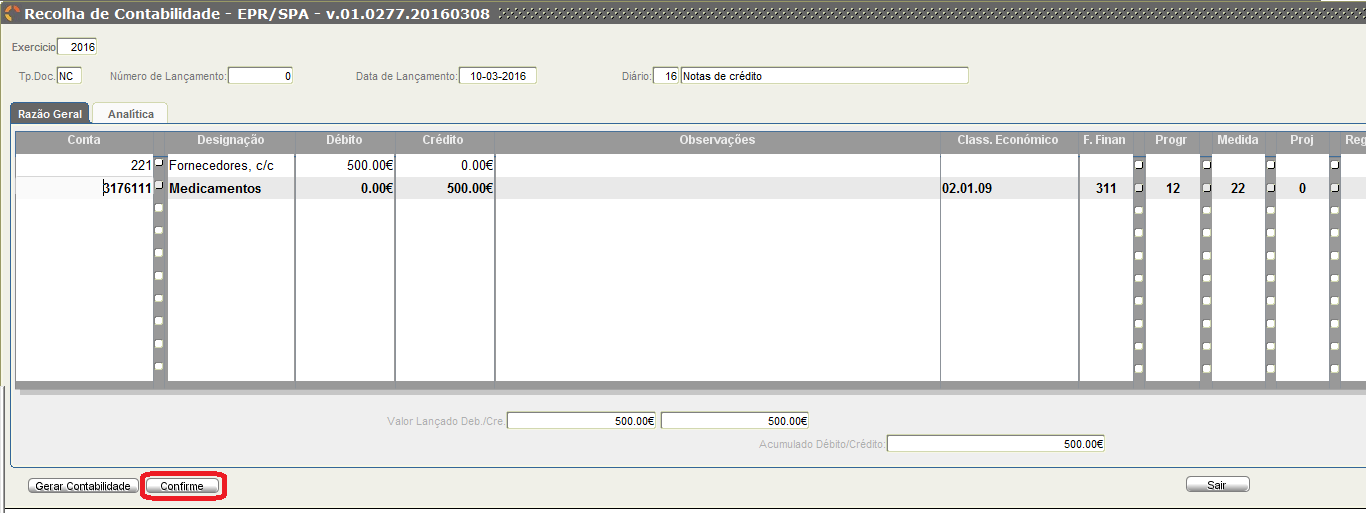 Recolha de Contabilidade - EPR/SPA - v.01.0277.20160308
Exercicio 2016
Tp.Doc. NC Número de Lançamento: 0 Data de Lançamento: 10-03-2016 Diário: 16 Notas de crédito
Razão Geral Analítica
Conta Designação Débito Crédito Observações Class. Económico F. Finan Progr Medida Proj Reg
221 Fornecedores, c/c 500.00€ 0.00€
3176111 Medicamentos 0.00€ 500.00€ 02.01.09 311 12 22 0
Valor Lançado Deb./Cre. 500.00€ 500.00€
Acumulado Débito/Crédito: 500.00€
Gerar Contabilidade Confirme Sair